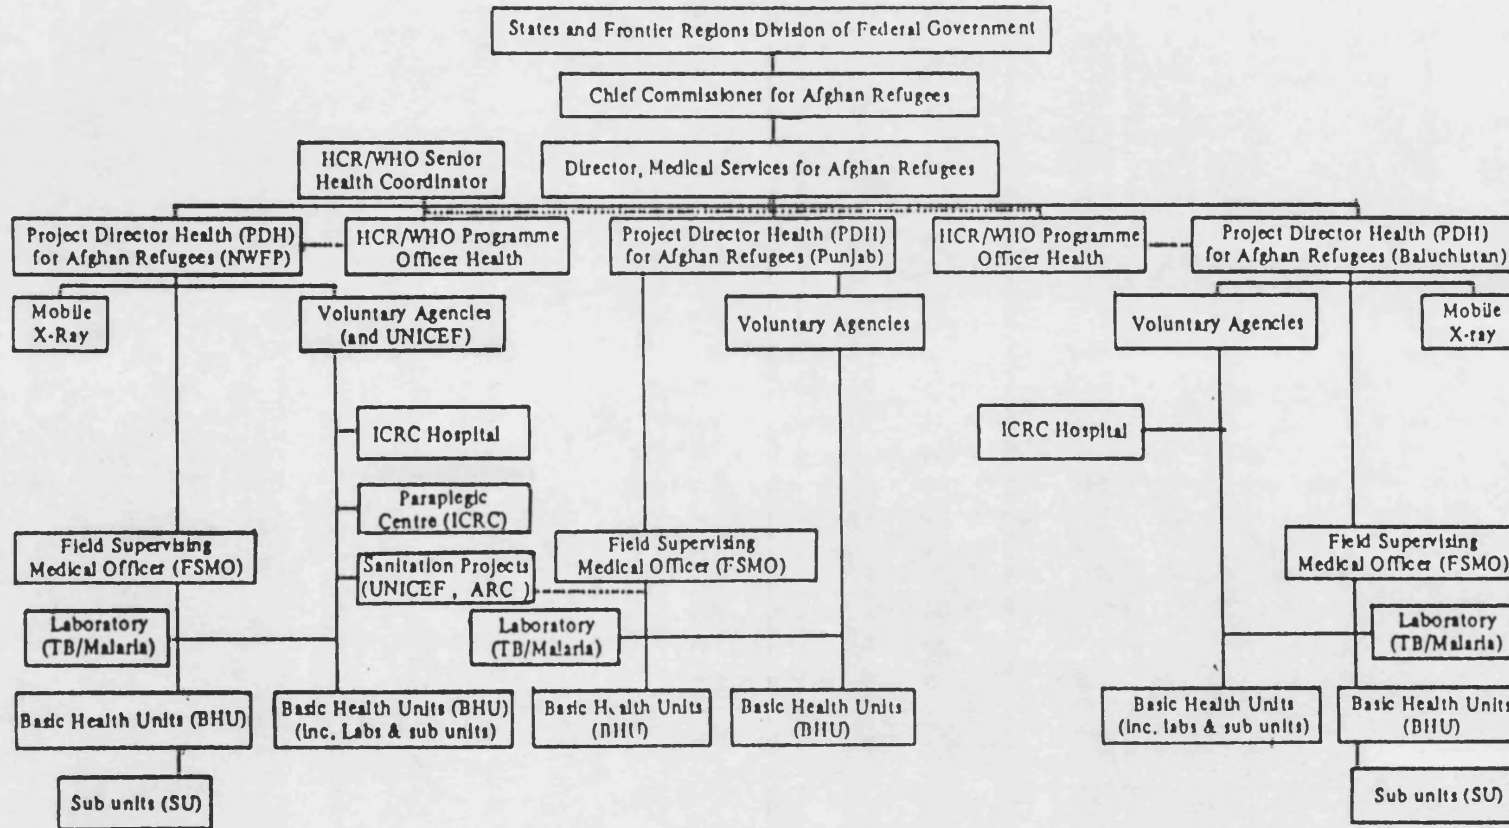 States and Frontier Regions Division of Federal Government
Chief Commissioner for Afghan Refugees
HCR/WHO Senior
Health Coordinator
Director, Medical Services for Afghan Refugees
Project Director Health (PDH)
for Afghan Refugees (NWFP)
HCR/WHO Programme
Officer Health
Project Director Health (PDH)
for Afghan Refugees (Punjab)
HCR/WHO Programme
Officer Health
Project Director Health (PDH)
for Afghan Refugees (Baluchistan)
Mobile
X-Ray
Voluntary Agencies
(and UNICEF)
Voluntary Agencies
Voluntary Agencies
Mobile
X-ray
ICRC Hospital
ICRC Hospital
Paraplegic
Centre (ICRC)
Field Supervising
Medical Officer (FSMO)
Sanitation Projects
(UNICEF, ARC)
Field Supervising
Medical Officer (FSMO)
Field Supervising
Medical Officer (FSMO)
Laboratory
(TB/Malaria)
Laboratory
(TB/Malaria)
Laboratory
(TB/Malaria)
Basic Health Units (BHU)
Basic Health Units (BHU)
(inc. Labs & sub units)
Basic Health Units
(BHU)
Basic Health Units
(BHU)
Basic Health Units
(inc. labs & sub units)
Basic Health Units
(BHU)
Sub units (SU)
Sub units (SU)